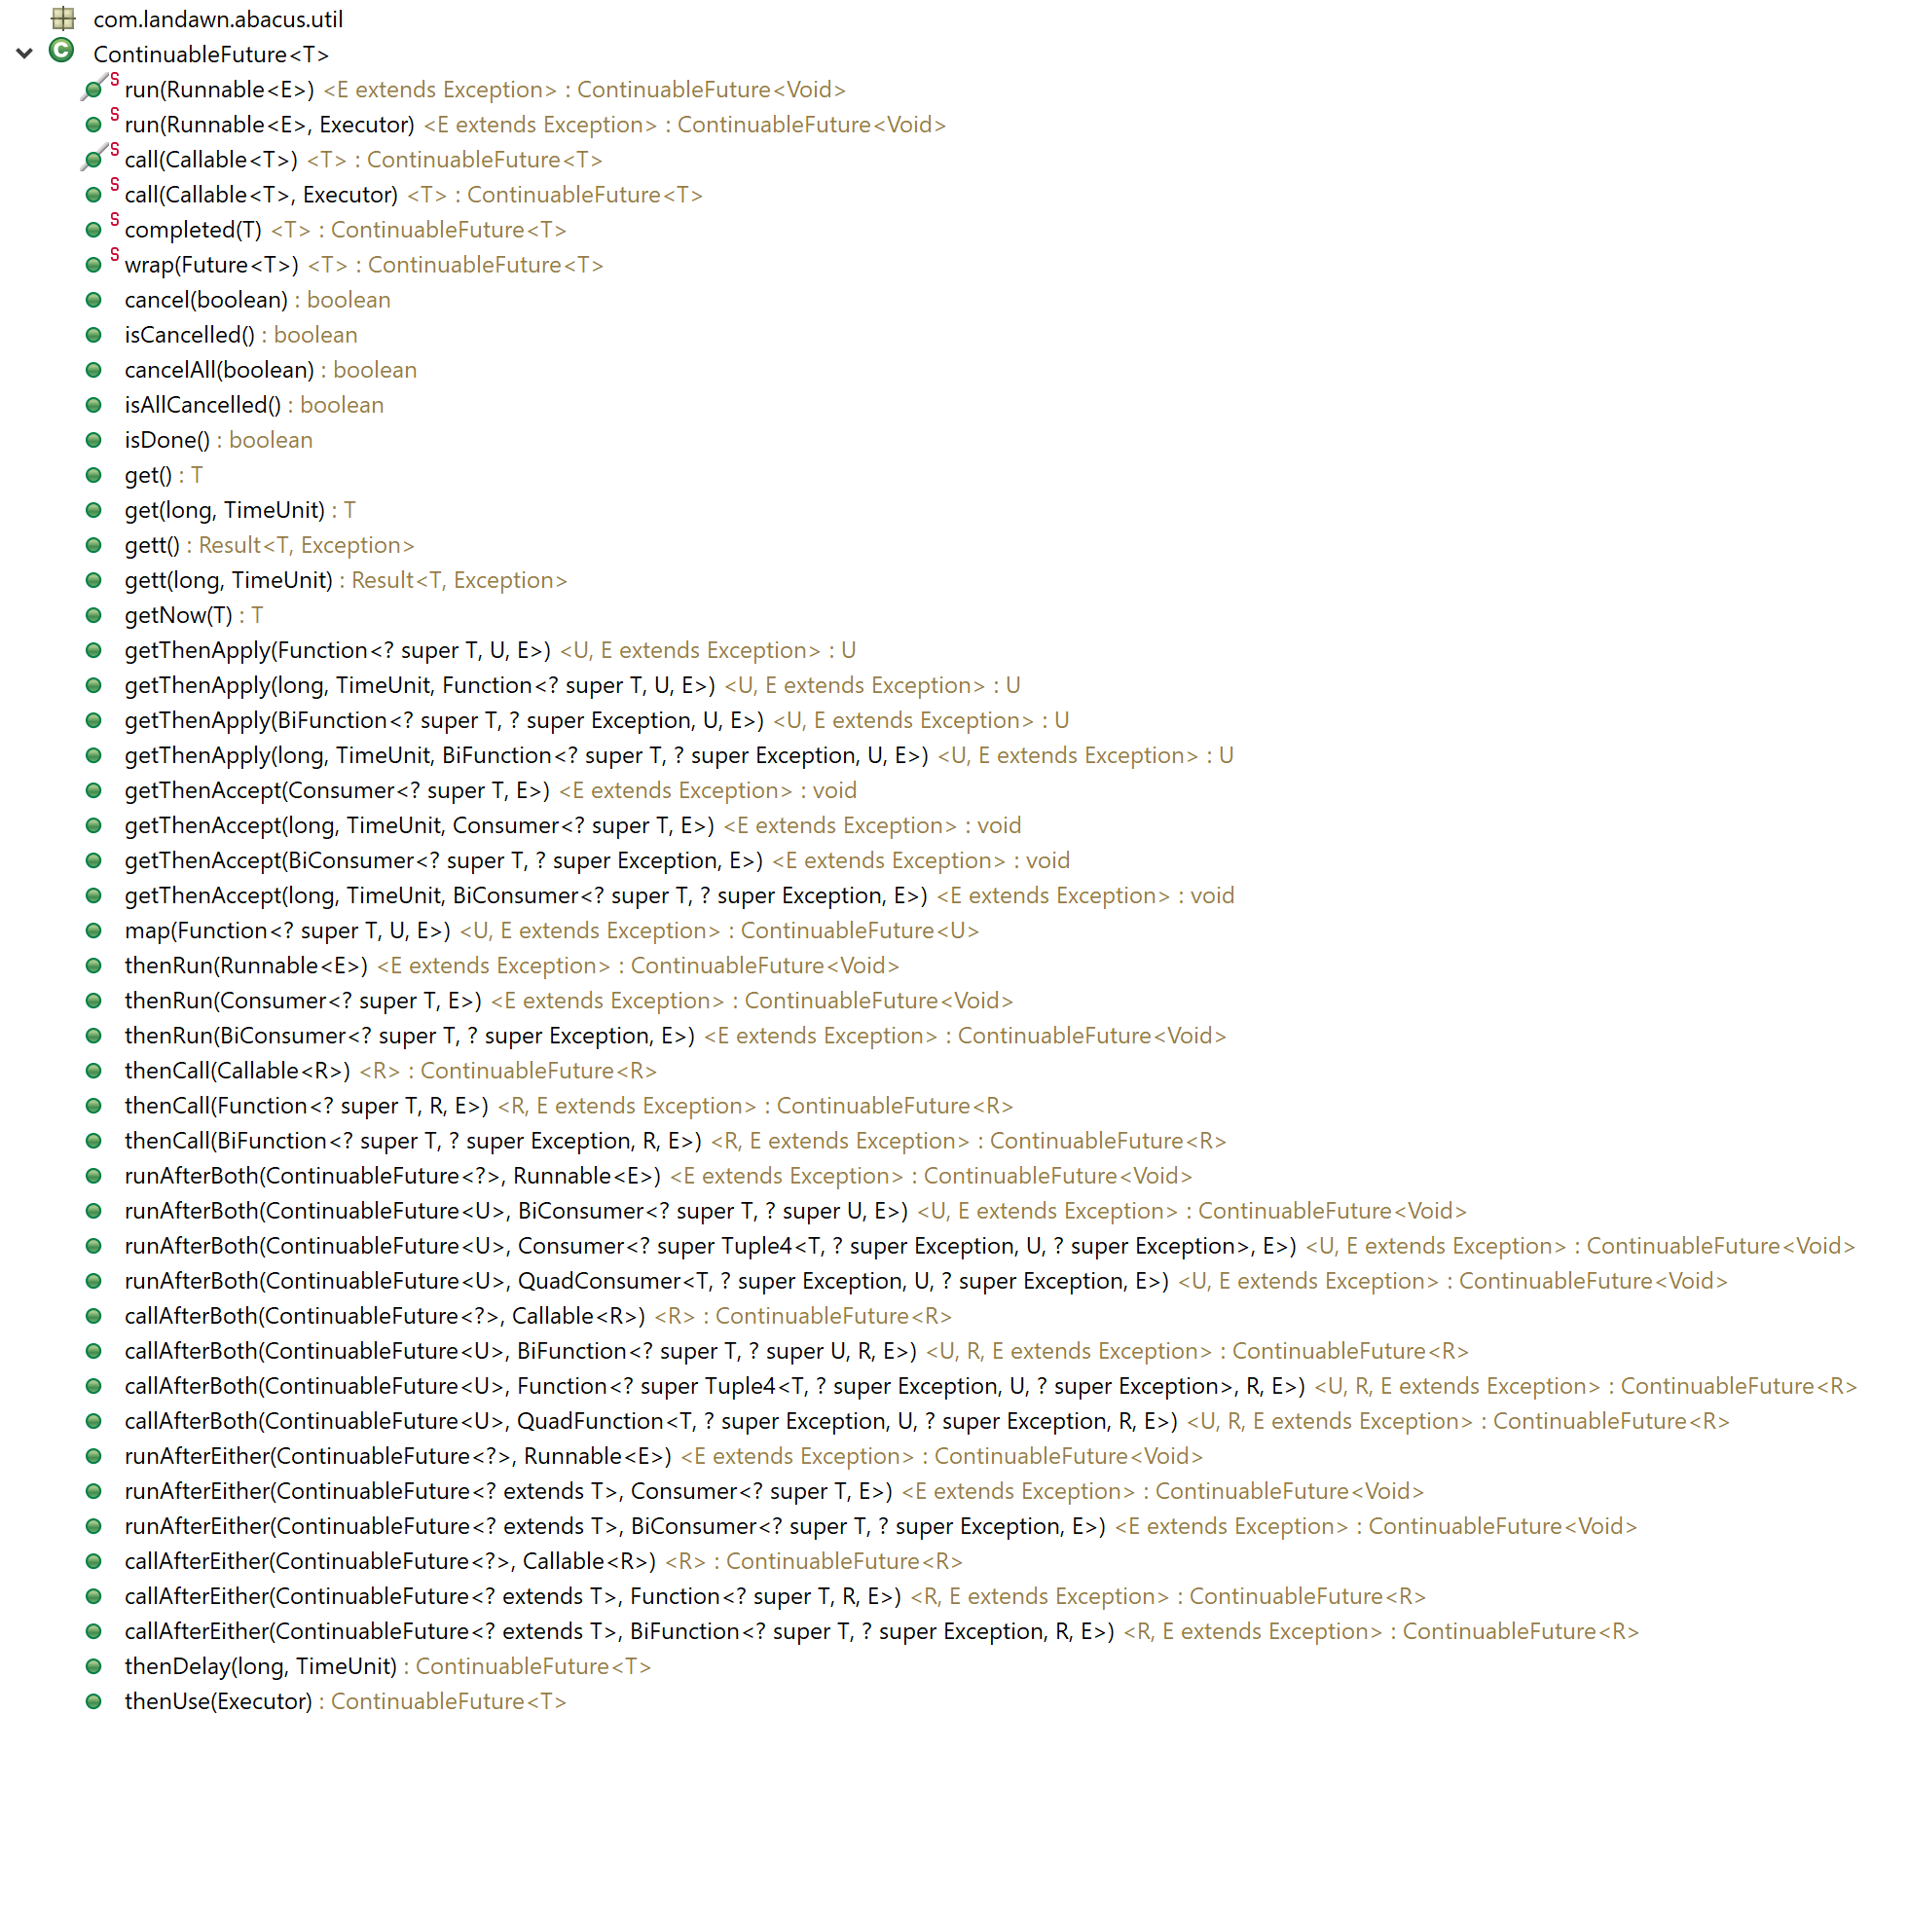 com.landawn.abacus.util
ContinuableFuture<T>
S run(Runnable<E>) <E extends Exception> : ContinuableFuture<Void>
S run(Runnable<E>, Executor) <E extends Exception> : ContinuableFuture<Void>
S call(Callable<T>) <T> : ContinuableFuture<T>
S call(Callable<T>, Executor) <T> : ContinuableFuture<T>
S completed(T) <T> : ContinuableFuture<T>
S wrap(Future<T>) <T> : ContinuableFuture<T>
cancel(boolean) : boolean
isCancelled() : boolean
cancelAll(boolean) : boolean
isAllCancelled() : boolean
isDone() : boolean
get() : T
get(long, TimeUnit) : T
gett() : Result<T, Exception>
gett(long, TimeUnit) : Result<T, Exception>
getNow(T) : T
getThenApply(Function<? super T, U, E>) <U, E extends Exception> : U
getThenApply(long, TimeUnit, Function<? super T, U, E>) <U, E extends Exception> : U
getThenApply(BiFunction<? super T, ? super Exception, U, E>) <U, E extends Exception> : U
getThenApply(long, TimeUnit, BiFunction<? super T, ? super Exception, U, E>) <U, E extends Exception> : U
getThenAccept(Consumer<? super T, E>) <E extends Exception> : void
getThenAccept(long, TimeUnit, Consumer<? super T, E>) <E extends Exception> : void
getThenAccept(BiConsumer<? super T, ? super Exception, E>) <E extends Exception> : void
getThenAccept(long, TimeUnit, BiConsumer<? super T, ? super Exception, E>) <E extends Exception> : void
map(Function<? super T, U, E>) <U, E extends Exception> : ContinuableFuture<U>
thenRun(Runnable<E>) <E extends Exception> : ContinuableFuture<Void>
thenRun(Consumer<? super T, E>) <E extends Exception> : ContinuableFuture<Void>
thenRun(BiConsumer<? super T, ? super Exception, E>) <E extends Exception> : ContinuableFuture<Void>
thenCall(Callable<R>) <R> : ContinuableFuture<R>
thenCall(Function<? super T, R, E>) <R, E extends Exception> : ContinuableFuture<R>
thenCall(BiFunction<? super T, ? super Exception, R, E>) <R, E extends Exception> : ContinuableFuture<R>
runAfterBoth(ContinuableFuture<?>, Runnable<E>) <E extends Exception> : ContinuableFuture<Void>
runAfterBoth(ContinuableFuture<U>, BiConsumer<? super T, ? super U, E>) <U, E extends Exception> : ContinuableFuture<Void>
runAfterBoth(ContinuableFuture<U>, Consumer<? super Tuple4<T, ? super Exception, U, ? super Exception>, E>) <U, E extends Exception> : ContinuableFuture<Void>
runAfterBoth(ContinuableFuture<U>, QuadConsumer<T, ? super Exception, U, ? super Exception, E>) <U, E extends Exception> : ContinuableFuture<Void>
callAfterBoth(ContinuableFuture<?>, Callable<R>) <R> : ContinuableFuture<R>
callAfterBoth(ContinuableFuture<U>, BiFunction<? super T, ? super U, R, E>) <U, R, E extends Exception> : ContinuableFuture<R>
callAfterBoth(ContinuableFuture<U>, Function<? super Tuple4<T, ? super Exception, U, ? super Exception>, R, E>) <U, R, E extends Exception> : ContinuableFuture<R>
callAfterBoth(ContinuableFuture<U>, QuadFunction<T, ? super Exception, U, ? super Exception, R, E>) <U, R, E extends Exception> : ContinuableFuture<R>
runAfterEither(ContinuableFuture<?>, Runnable<E>) <E extends Exception> : ContinuableFuture<Void>
runAfterEither(ContinuableFuture<? extends T>, Consumer<? super T, E>) <E extends Exception> : ContinuableFuture<Void>
runAfterEither(ContinuableFuture<? extends T>, BiConsumer<? super T, ? super Exception, E>) <E extends Exception> : ContinuableFuture<Void>
callAfterEither(ContinuableFuture<?>, Callable<R>) <R> : ContinuableFuture<R>
callAfterEither(ContinuableFuture<? extends T>, Function<? super T, R, E>) <R, E extends Exception> : ContinuableFuture<R>
callAfterEither(ContinuableFuture<? extends T>, BiFunction<? super T, ? super Exception, R, E>) <R, E extends Exception> : ContinuableFuture<R>
thenDelay(long, TimeUnit) : ContinuableFuture<T>
thenUse(Executor) : ContinuableFuture<T>